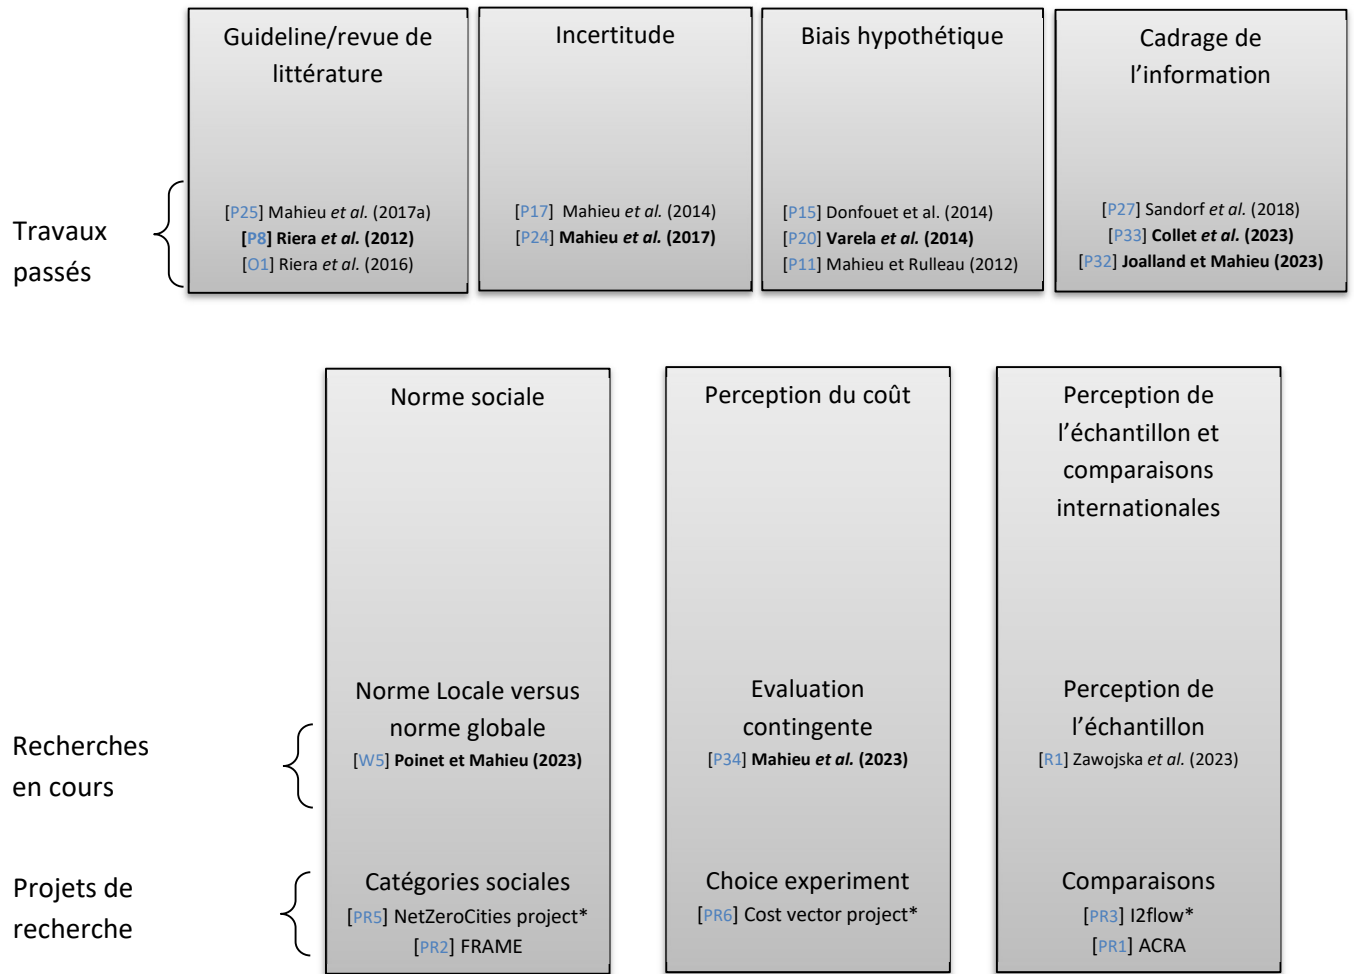 Guideline/revue de
littérature
Incertitude
Biais hypothétique
Cadrage de
l’information
Travaux
passés
[P25] Mahieu et al. (2017a)
[P8] Riera et al. (2012)
[O1] Riera et al. (2016)
[P17] Mahieu et al. (2014)
[P24] Mahieu et al. (2017)
[P15] Donfouet et al. (2014)
[P20] Varela et al. (2014)
[P11] Mahieu et Rulleau (2012)
[P27] Sandorf et al. (2018)
[P33] Collet et al. (2023)
[P32] Joalland et Mahieu (2023)
Norme sociale
Perception du coût
Perception de
l’échantillon et
comparaisons
internationales
Recherches
en cours
Norme Locale versus
norme globale
[W5] Poinet et Mahieu (2023)
Evaluation
contingente
[P34] Mahieu et al. (2023)
Perception de
l’échantillon
[R1] Zawojska et al. (2023)
Projets de
recherche
Catégories sociales
[PR5] NetZeroCities project*
[PR2] FRAME
Choice experiment
[PR6] Cost vector project*
Comparaisons
[PR3] I2flow*
[PR1] ACRA